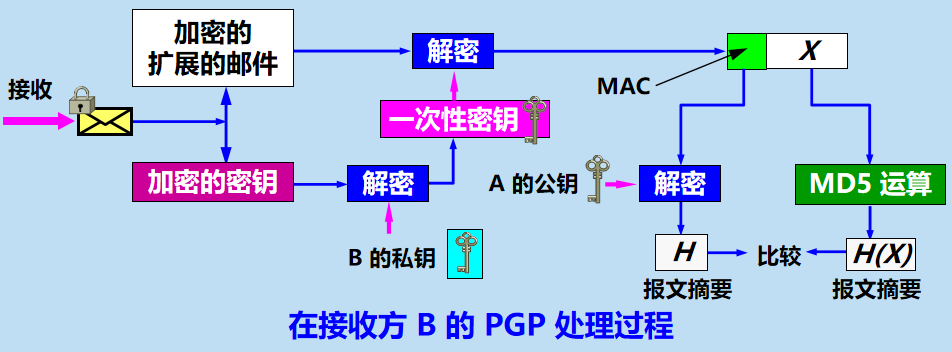 加密的
扩展的邮件
解密
X
接收
MAC
一次性密钥
加密的密钥
解密
A 的公钥
解密
MD5 运算
B 的私钥
H
比较
H(X)
报文摘要
报文摘要
在接收方 B 的 PGP 处理过程